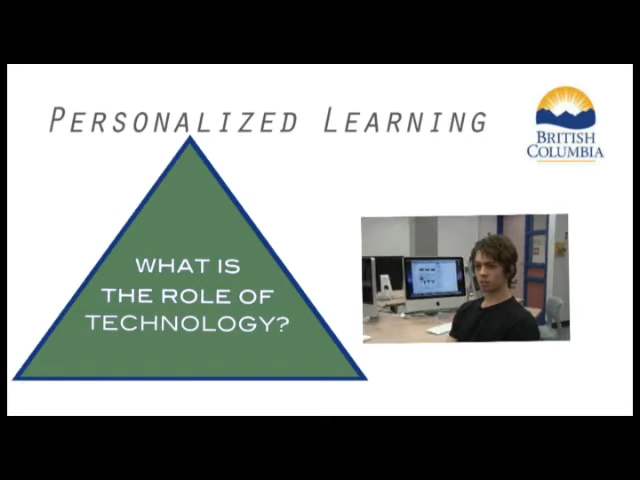 PERSONALIZED LEARNING
BRITISH
COLUMBIA
WHAT IS
THE ROLE OF
TECHNOLOGY?